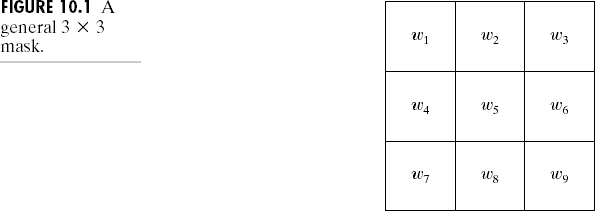 FIGURE 10.1 A
general 3 × 3
mask.
w₁ w₂ w₃
w₄ w₅ w₆
w₇ w₈ w₉